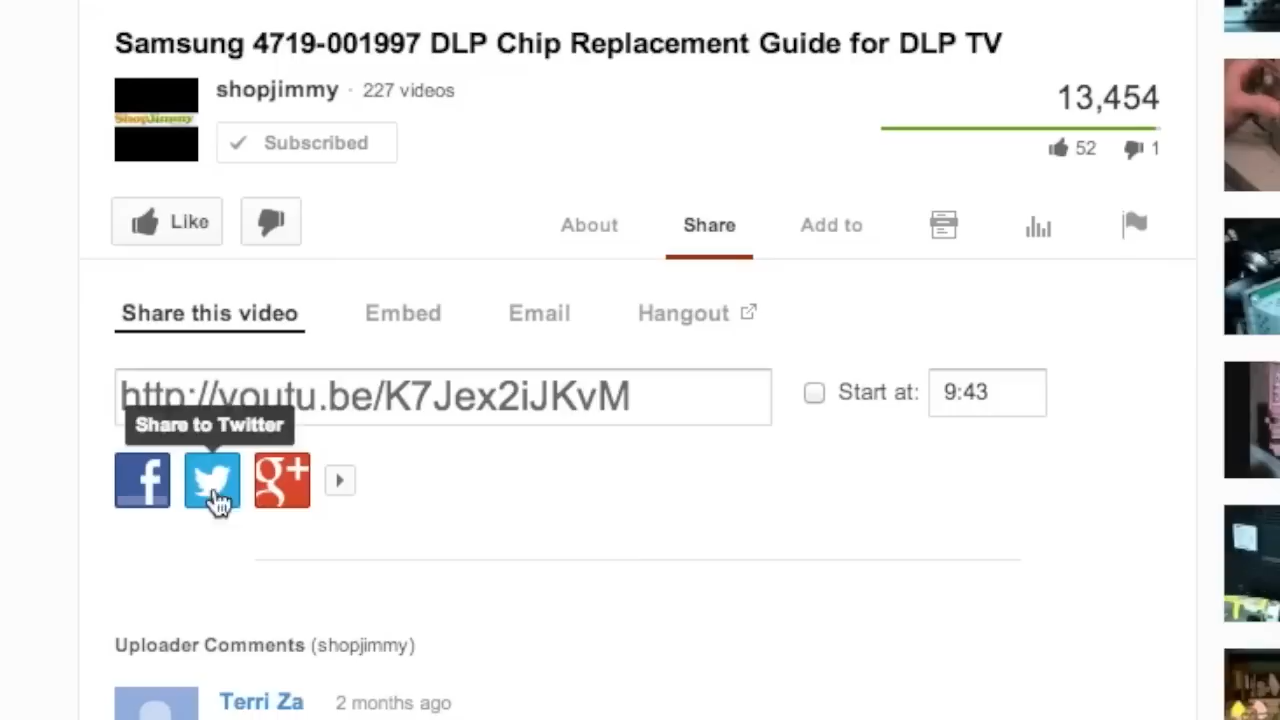 Samsung 4719-001997 DLP Chip Replacement Guide for DLP TV
shopjimmy · 227 videos
ShopJimmy
Subscribed
13,454
52 1
Like
About Share Add to
Share this video Embed Email Hangout
http://youtu.be/K7Jex2iJKvM
Start at: 9:43
Share to Twitter
f g+
Uploader Comments (shopjimmy)
Terri Za 2 months ago